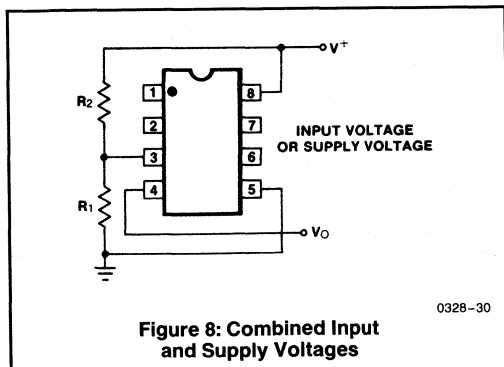 V+
R2
1
8
2
7
INPUT VOLTAGE
OR SUPPLY VOLTAGE
3
6
R1
4
5
VO
0328-30
Figure 8: Combined Input
and Supply Voltages